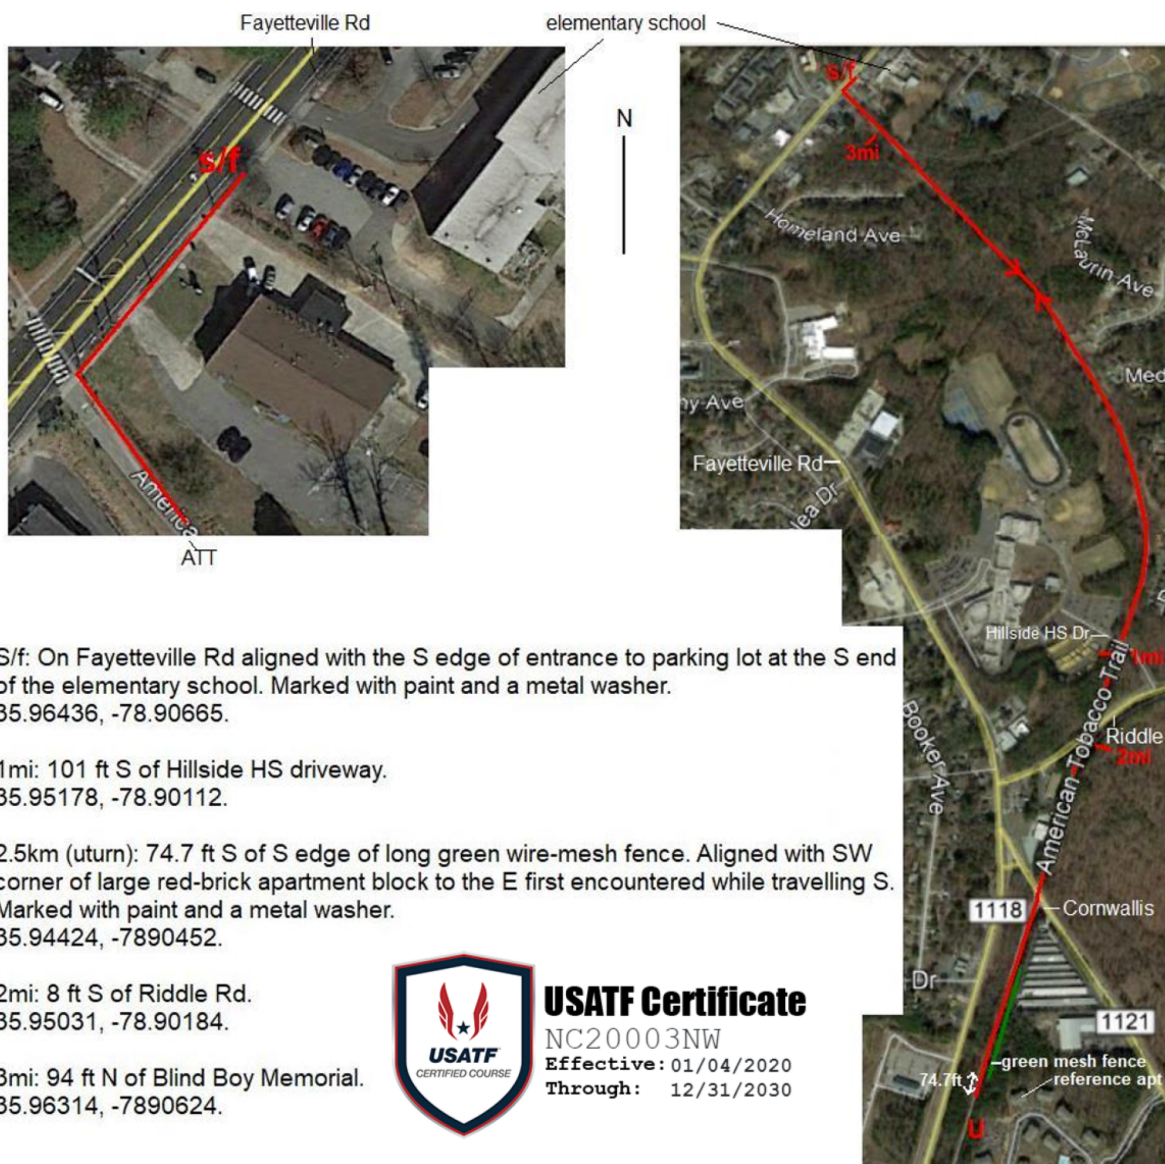 Fayetteville Rd
elementary school
N
s/f
America
ATT
s/f
3mi
Homeland Ave
McLaurin Ave
Med
ny Ave
Fayetteville Rd
lea Dr
Hillside HS Dr
1mi
American Tobacco Trail
Riddle
2mi
Booker Ave
1118
Cornwallis
Dr
1121
green mesh fence
74.7ft
reference apt
U
S/f: On Fayetteville Rd aligned with the S edge of entrance to parking lot at the S end
of the elementary school. Marked with paint and a metal washer.
35.96436, -78.90665.
1mi: 101 ft S of Hillside HS driveway.
35.95178, -78.90112.
2.5km (uturn): 74.7 ft S of S edge of long green wire-mesh fence. Aligned with SW
corner of large red-brick apartment block to the E first encountered while travelling S.
Marked with paint and a metal washer.
35.94424, -7890452.
2mi: 8 ft S of Riddle Rd.
35.95031, -78.90184.
3mi: 94 ft N of Blind Boy Memorial.
35.96314, -7890624.
USATF
CERTIFIED COURSE
USATF Certificate
NC20003NW
Effective: 01/04/2020
Through: 12/31/2030